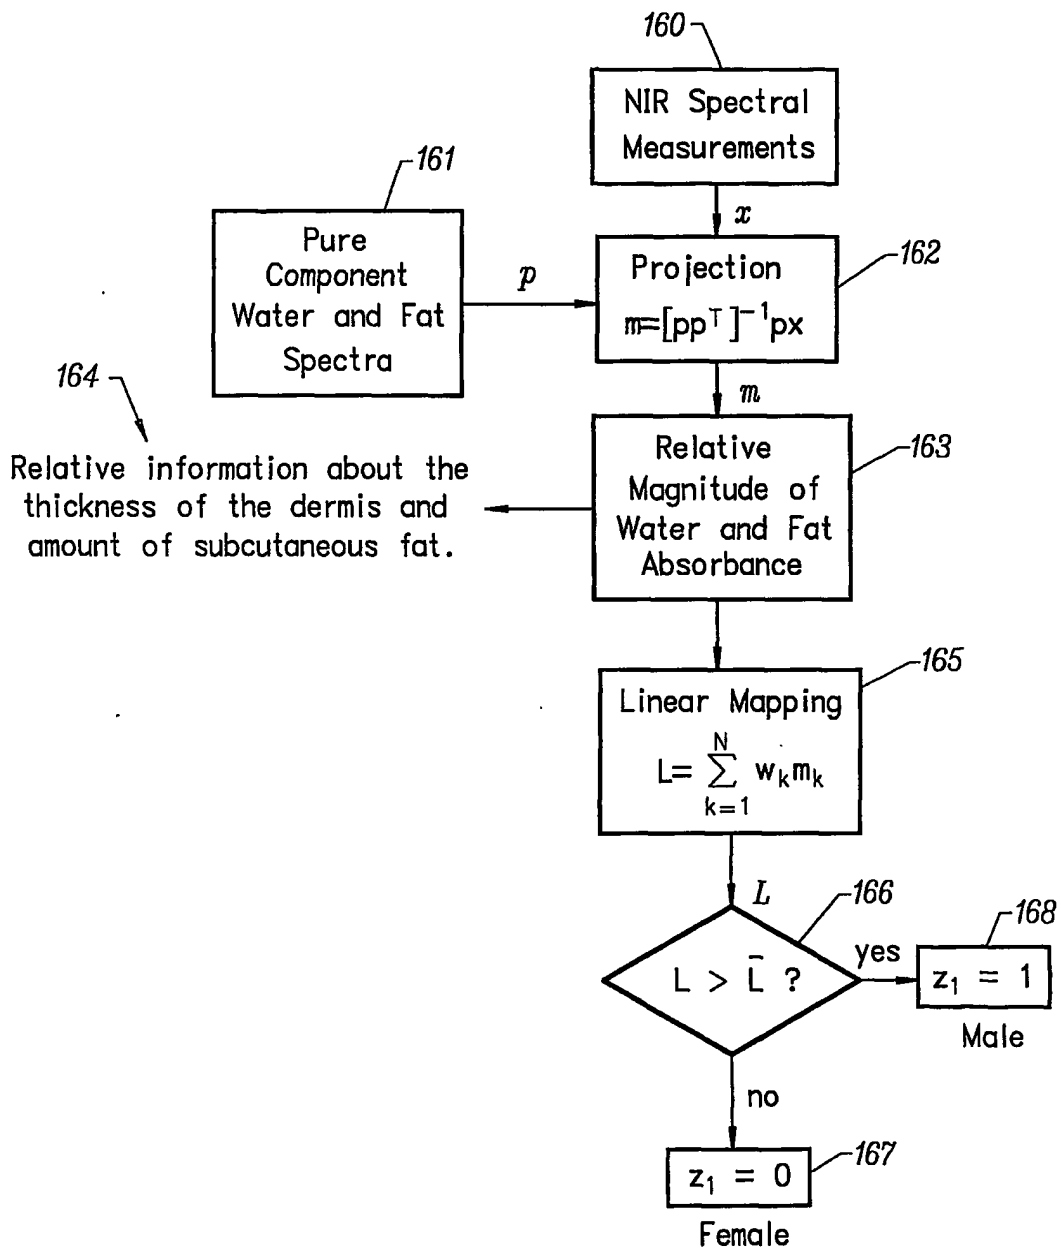 160
NIR Spectral
Measurements
x
161
Pure
Component
Water and Fat
Spectra
p
162
Projection
m=[ppᵀ]⁻¹px
m
163
Relative
Magnitude of
Water and Fat
Absorbance
164
Relative information about the
thickness of the dermis and
amount of subcutaneous fat.
165
Linear Mapping
N
L= ∑ wₖmₖ
k=1
L
166
L > L̄ ?
yes
168
z₁ = 1
Male
no
167
z₁ = 0
Female